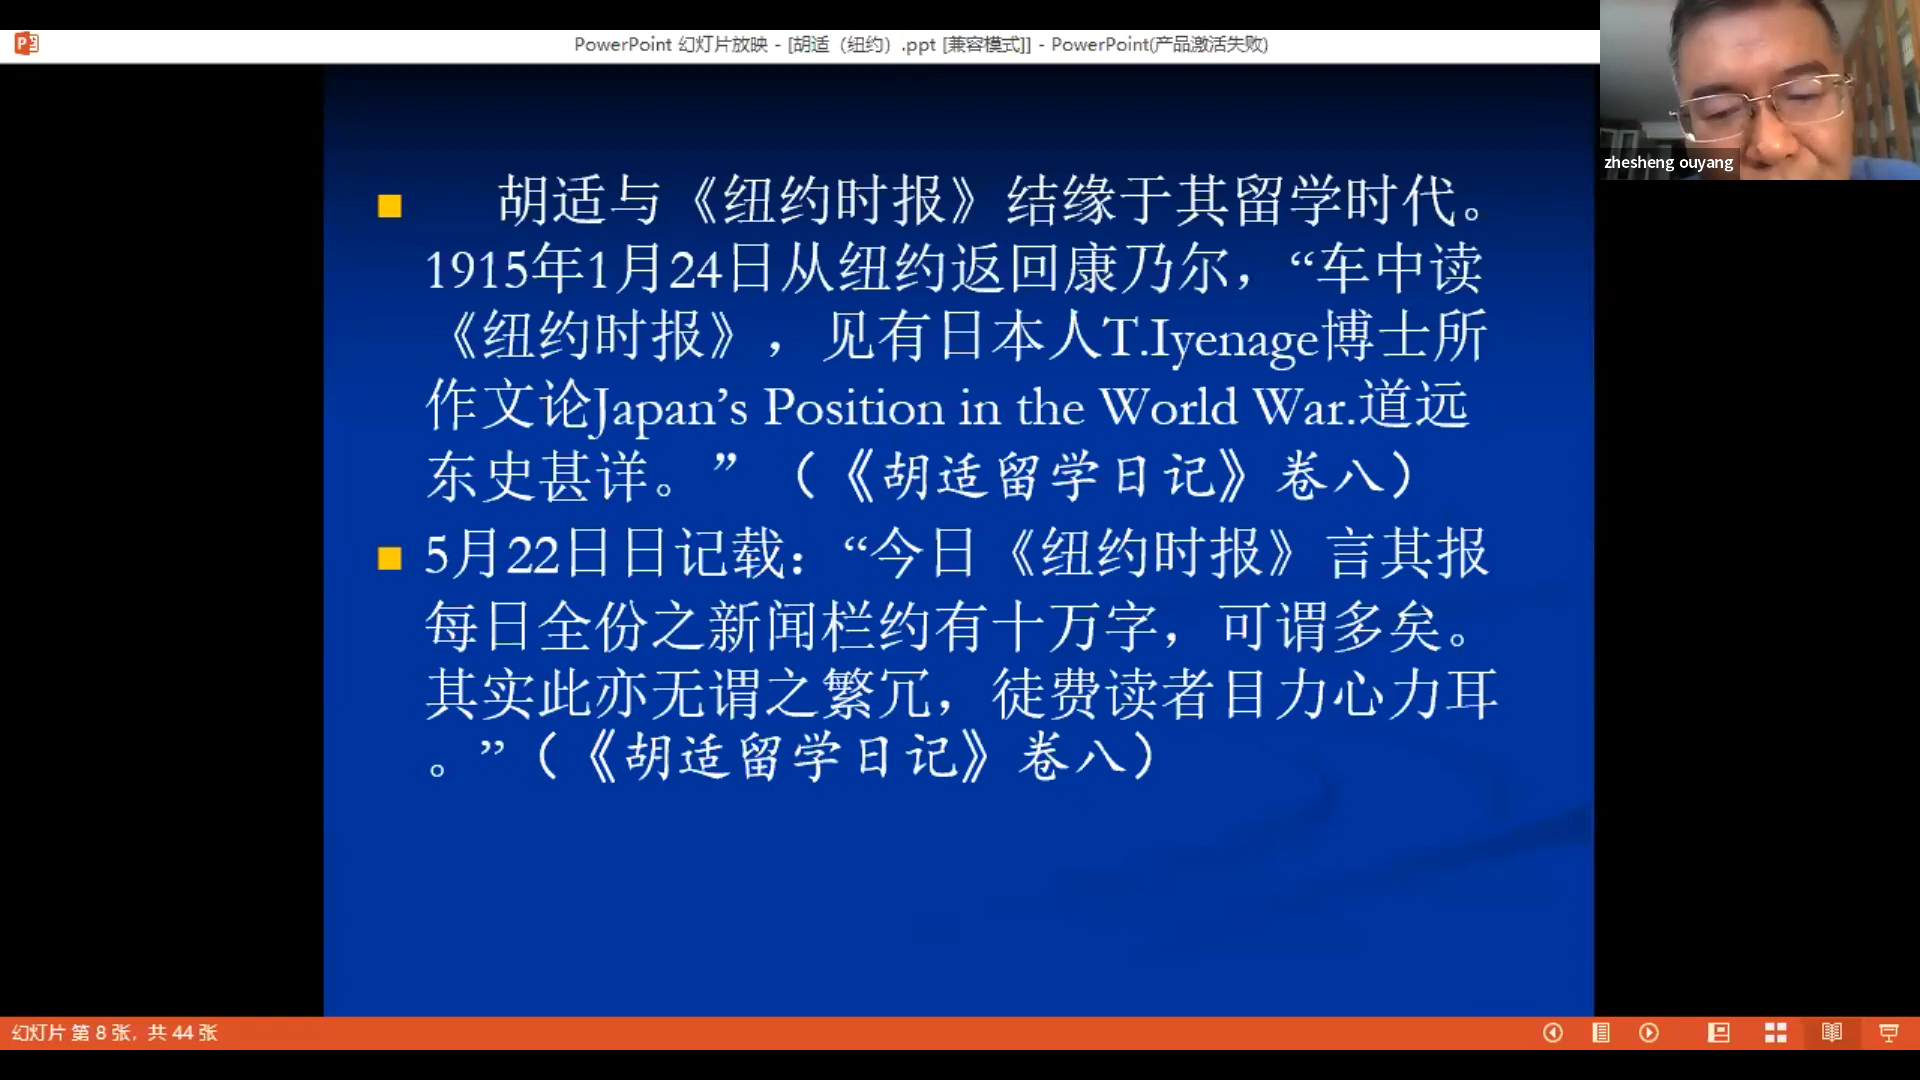 PowerPoint 幻灯片放映 - [胡适（纽约）.ppt [兼容模式]] - PowerPoint(产品激活失败)
zhesheng ouyang
胡适与《纽约时报》结缘于其留学时代。
1915年1月24日从纽约返回康乃尔，“车中读
《纽约时报》，见有日本人T.Iyenage博士所
作文论Japan’s Position in the World War.道远
东史甚详。”（《胡适留学日记》卷八）
5月22日日记载：“今日《纽约时报》言其报
每日全份之新闻栏约有十万字，可谓多矣。
其实此亦无谓之繁冗，徒费读者目力心力耳
。”（《胡适留学日记》卷八）
幻灯片 第 8 张，共 44 张